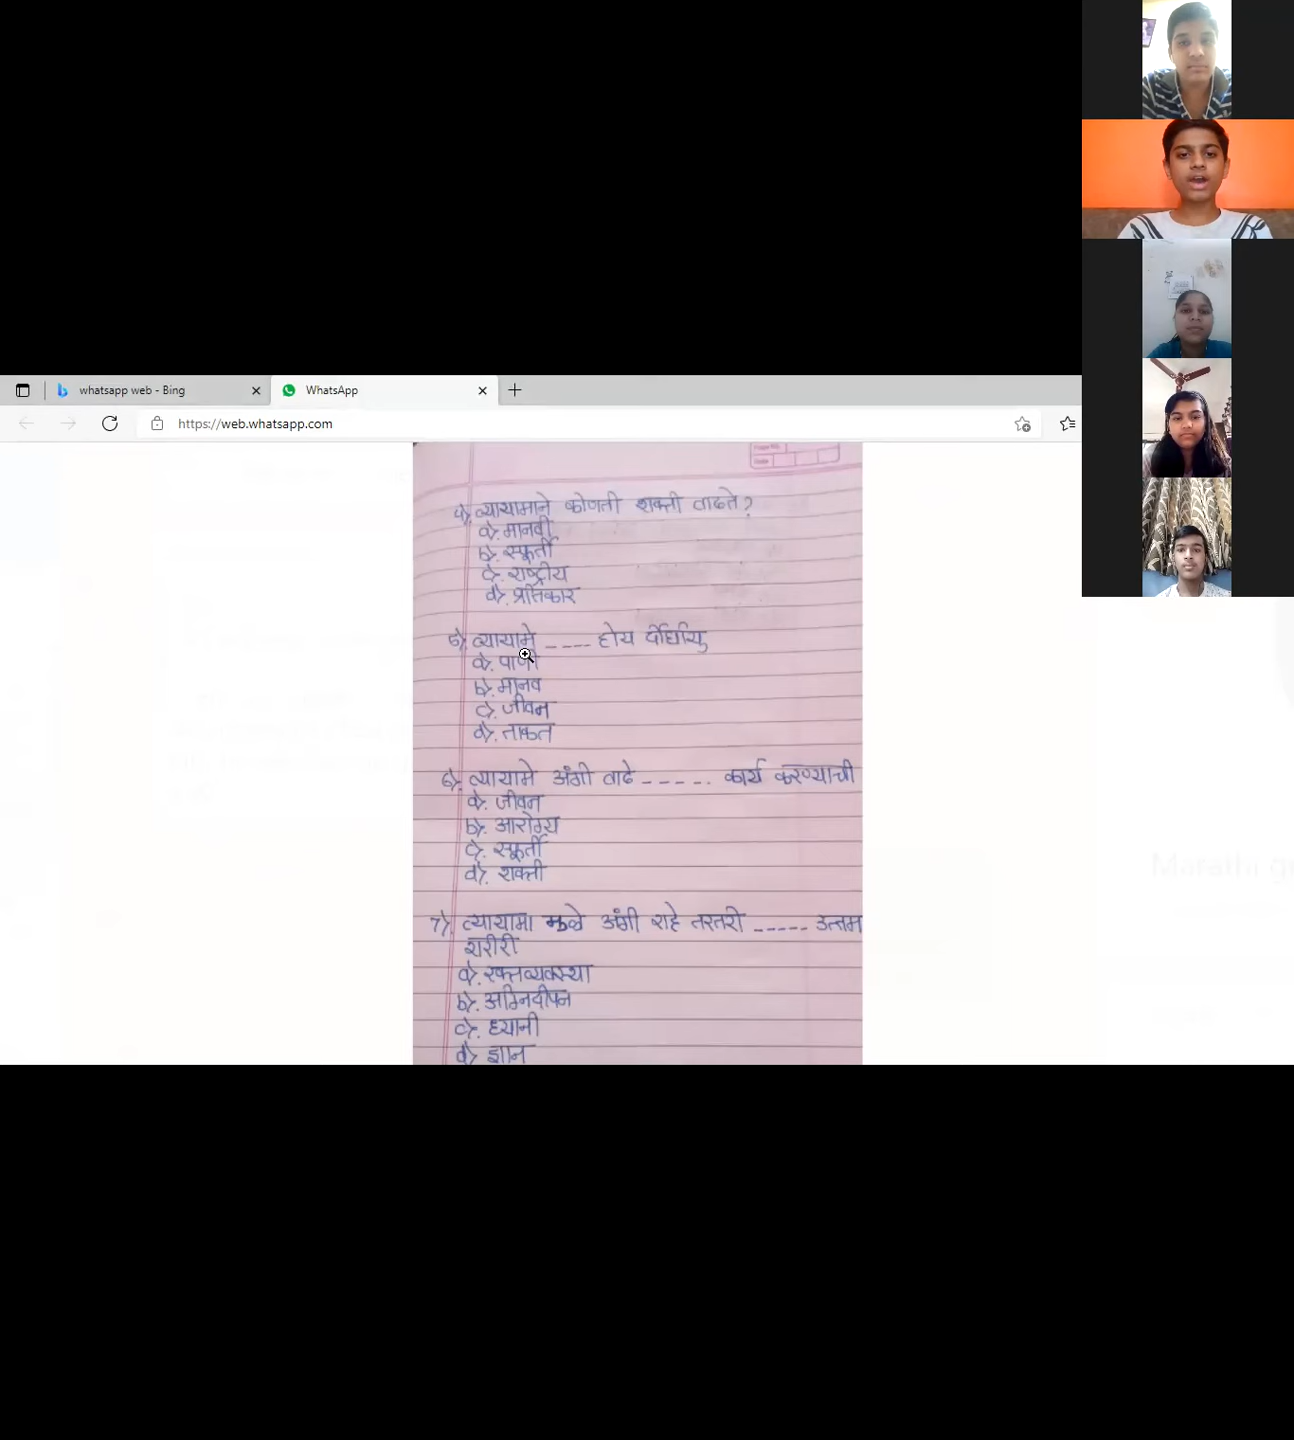 whatsapp web - Bing
WhatsApp
https://web.whatsapp.com
4). व्यायामाने कोणती शक्ती वाढते?
a). मानवी
b). स्फूर्ती
c). राष्ट्रीय
d). प्रतिकार
5). व्यायामे ---- होय दीर्घायु
a). पाणी
b). मानव
c). जीवन
d). ताकत
6). व्यायामे अंगी वाढे ----- कार्य करण्याची
a). जीवन
b). आरोग्य
c). स्फूर्ती
d). शक्ती
7). व्यायामा मुळे अंगी राहे तरतरी ----- उत्तम
शरीरी
a). रक्तव्यवस्था
b). अग्निदीपन
c). ध्यानी
d). ज्ञान
Marathi